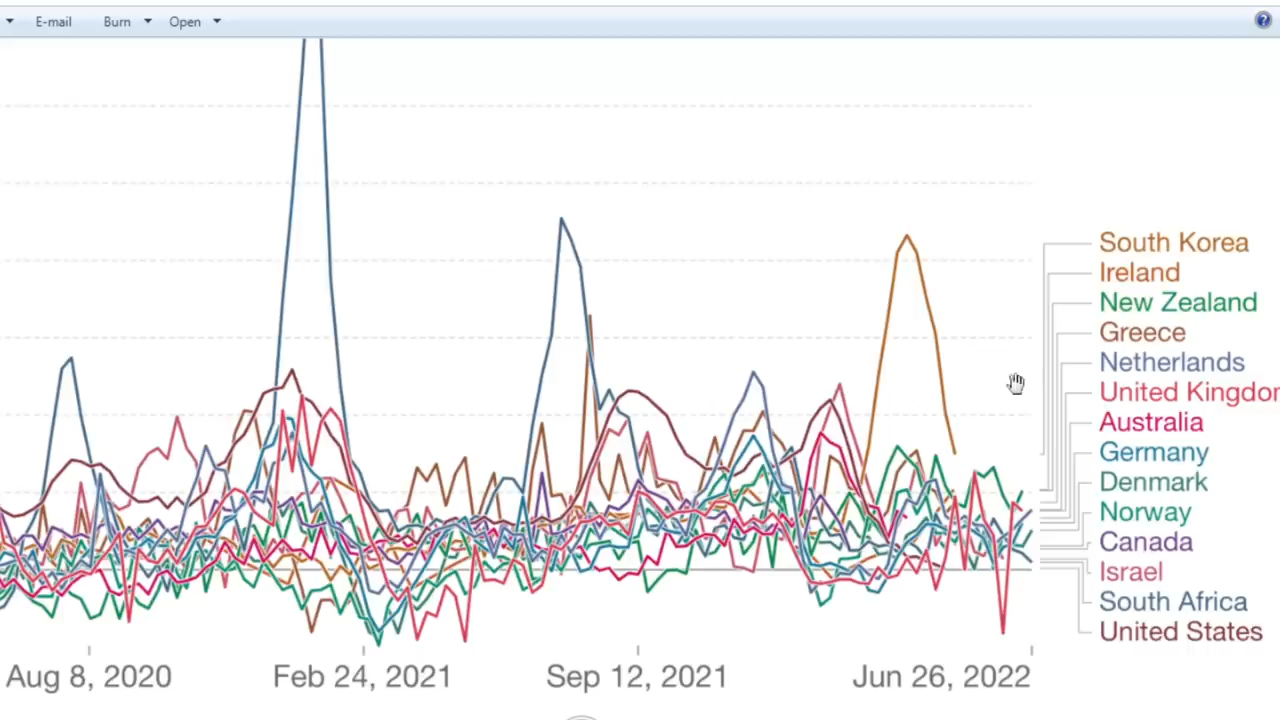 E-mail Burn Open
South Korea
Ireland
New Zealand
Greece
Netherlands
United Kingdo
Australia
Germany
Denmark
Norway
Canada
Israel
South Africa
United States
Aug 8, 2020 Feb 24, 2021 Sep 12, 2021 Jun 26, 2022